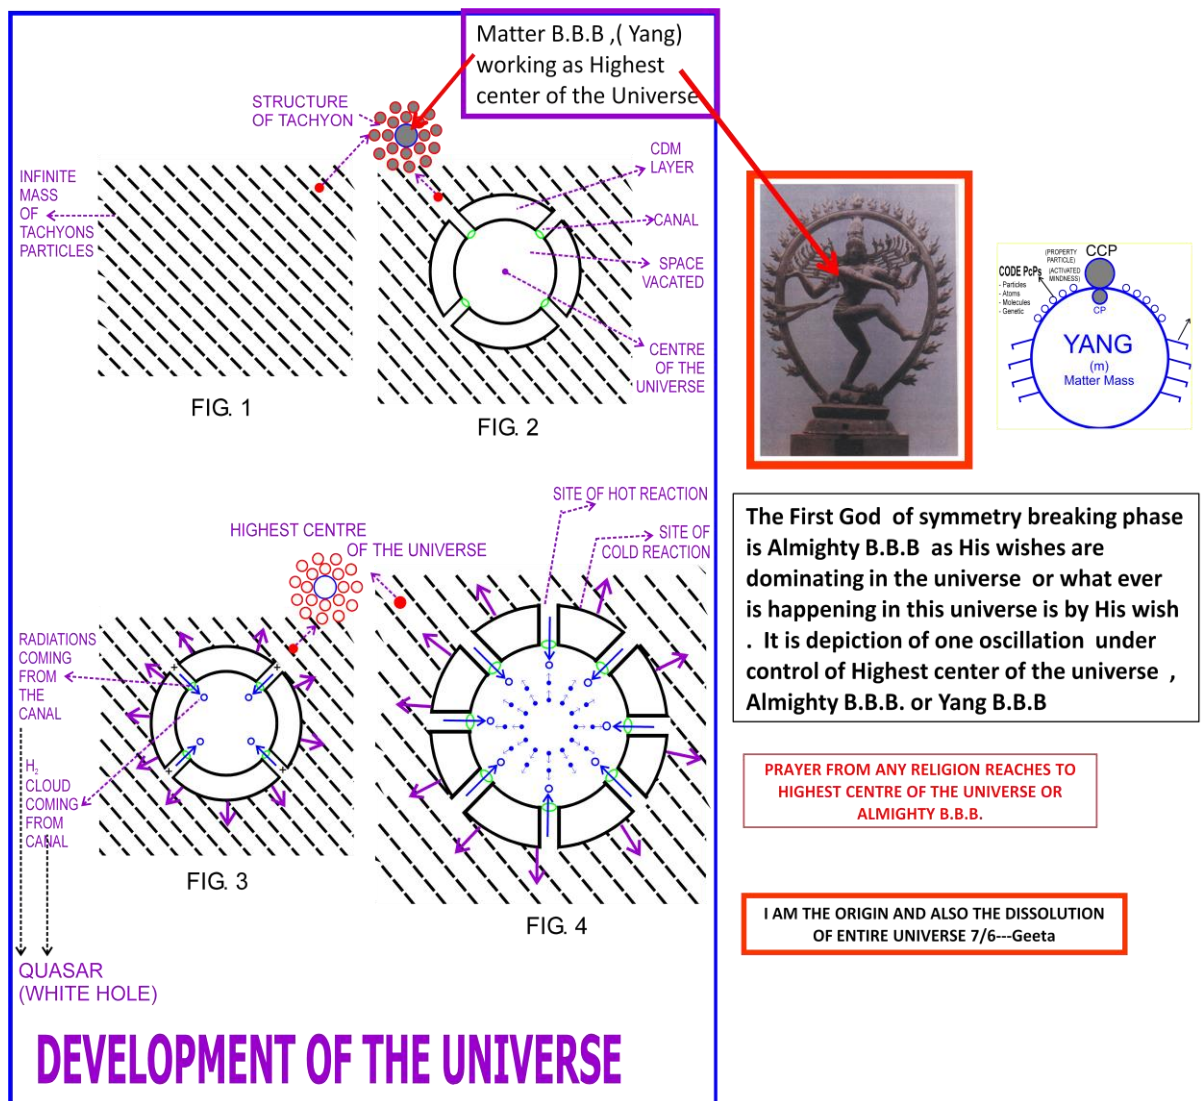 Matter B.B.B ,( Yang)
working as Highest
center of the Universe
STRUCTURE
OF TACHYON
INFINITE
MASS
OF
TACHYONS
PARTICLES
CDM
LAYER
CANAL
SPACE
VACATED
CENTRE
OF THE
UNIVERSE
FIG. 1
FIG. 2
(PROPERTY
PARTICLE)
CCP
CODE PcPs
(ACTIVATED
MINDNESS)
- Particles
- Atoms
- Molecules
- Genetic
CP
YANG
(m)
Matter Mass
HIGHEST CENTRE
OF THE UNIVERSE
SITE OF HOT REACTION
SITE OF
COLD REACTION
RADIATIONS
COMING
FROM
THE
CANAL
H2
CLOUD
COMING
FROM
CANAL
+
+
+
+
FIG. 3
FIG. 4
QUASAR
(WHITE HOLE)
DEVELOPMENT OF THE UNIVERSE
The First God of symmetry breaking phase
is Almighty B.B.B as His wishes are
dominating in the universe or what ever
is happening in this universe is by His wish
. It is depiction of one oscillation under
control of Highest center of the universe ,
Almighty B.B.B. or Yang B.B.B
PRAYER FROM ANY RELIGION REACHES TO
HIGHEST CENTRE OF THE UNIVERSE OR
ALMIGHTY B.B.B.
I AM THE ORIGIN AND ALSO THE DISSOLUTION
OF ENTIRE UNIVERSE 7/6---Geeta